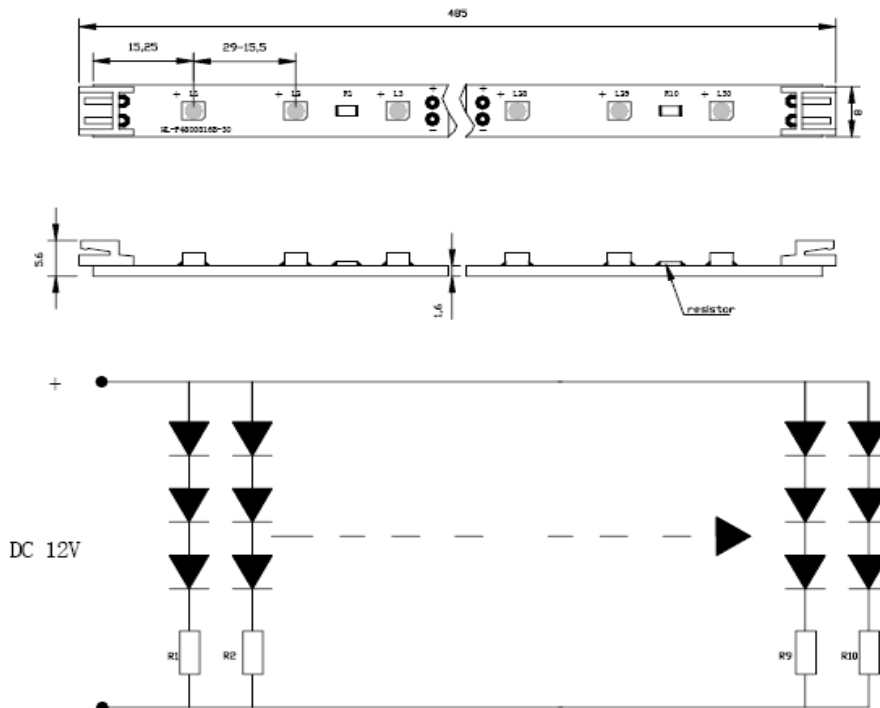 485
15,25 29-15,5
+ L1 + L2 R1 L3 + + + L28 + L29 R10 + L30
- -
8
5.6
1.6
resistor
+
DC 12V
R1 R2 R9 R10